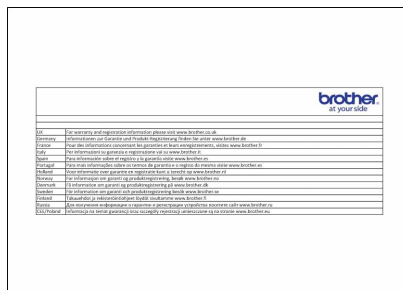 brother
at your side
UK For warranty and registration information please visit www.brother.co.uk
Germany Informationen zur Garantie und Produkt-Registrierung finden Sie unter www.brother.de
France Pour des informations concernant les garanties et leurs enregistrements, visitez www.brother.fr
Italy Per informazioni su garanzia e registrazione vai su www.brother.it
Spain Para información sobre el registro y la garantía visite www.brother.es
Portugal Para mais informações sobre os termos de garantia e o registo do mesmo visite www.brother.es
Holland Voor informatie over garantie en registratie kunt u terecht op www.brother.nl
Norway For informasjon om garanti og produktregistrering, besøk www.brother.no
Denmark Få information om garanti og produktregistrering på www.brother.dk
Sweden För information om garanti och produktregistrering besök www.brother.se
Finland Takuuehdot ja rekisteröintiohjeet löydät sivuiltamme www.brother.fi
Russia Для получения информации о гарантии и регистрации устройства посетите сайт www.brother.ru
CEE/Poland Informacja na temat gwarancji oraz szczegóły rejestracji umieszczone są na stronie www.brother.eu